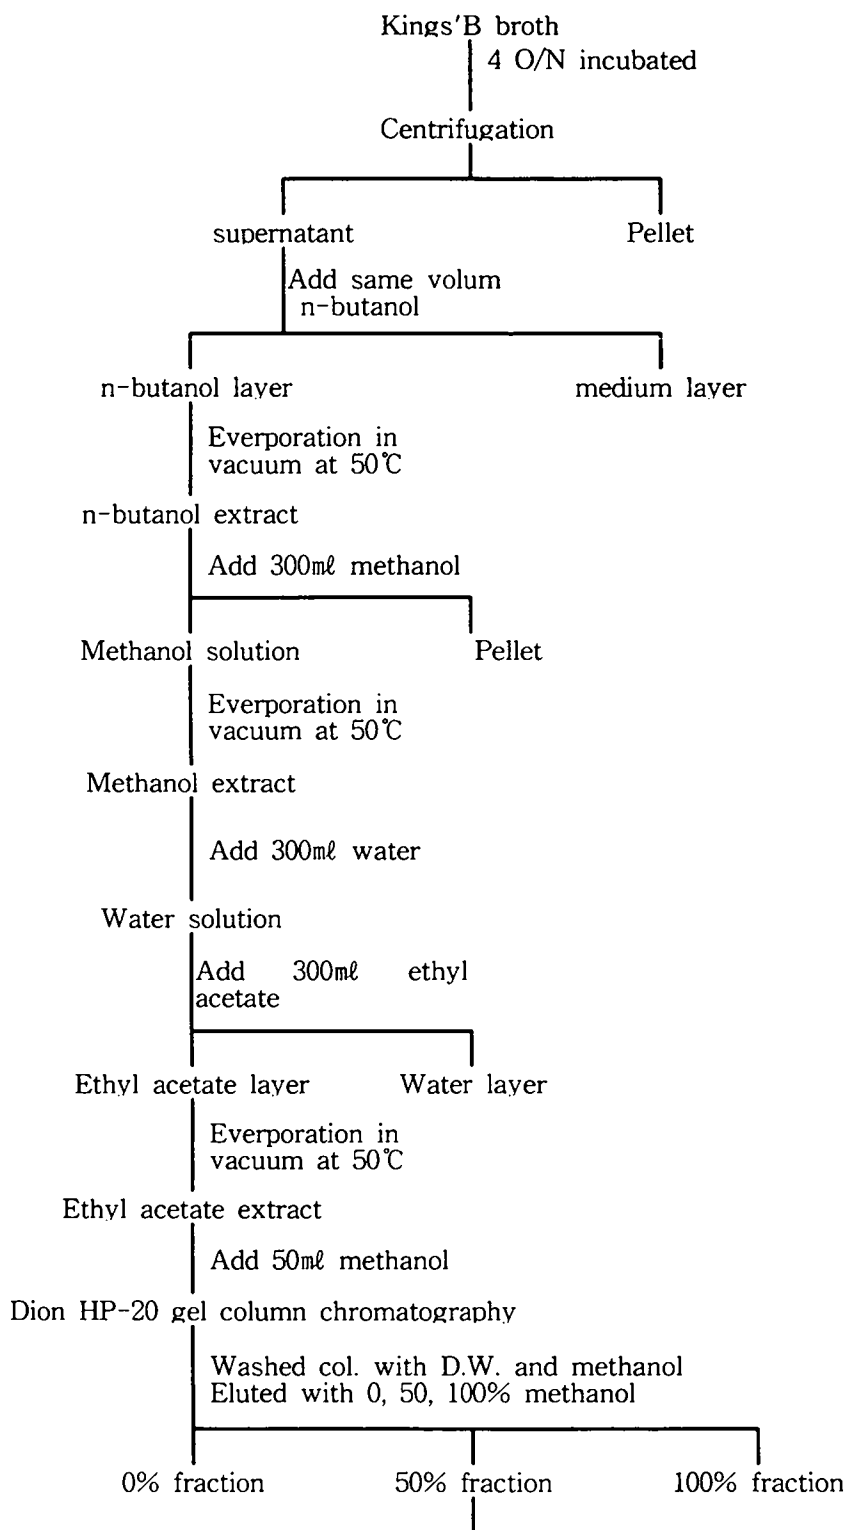 Kings'B broth
4 O/N incubated
Centrifugation
supernatant
Pellet
Add same volum
n-butanol
n-butanol layer
medium layer
Everporation in
vacuum at 50℃
n-butanol extract
Add 300㎖ methanol
Methanol solution
Pellet
Everporation in
vacuum at 50℃
Methanol extract
Add 300㎖ water
Water solution
Add 300㎖ ethyl
acetate
Ethyl acetate layer
Water layer
Everporation in
vacuum at 50℃
Ethyl acetate extract
Add 50㎖ methanol
Dion HP-20 gel column chromatography
Washed col. with D.W. and methanol
Eluted with 0, 50, 100% methanol
0% fraction
50% fraction
100% fraction